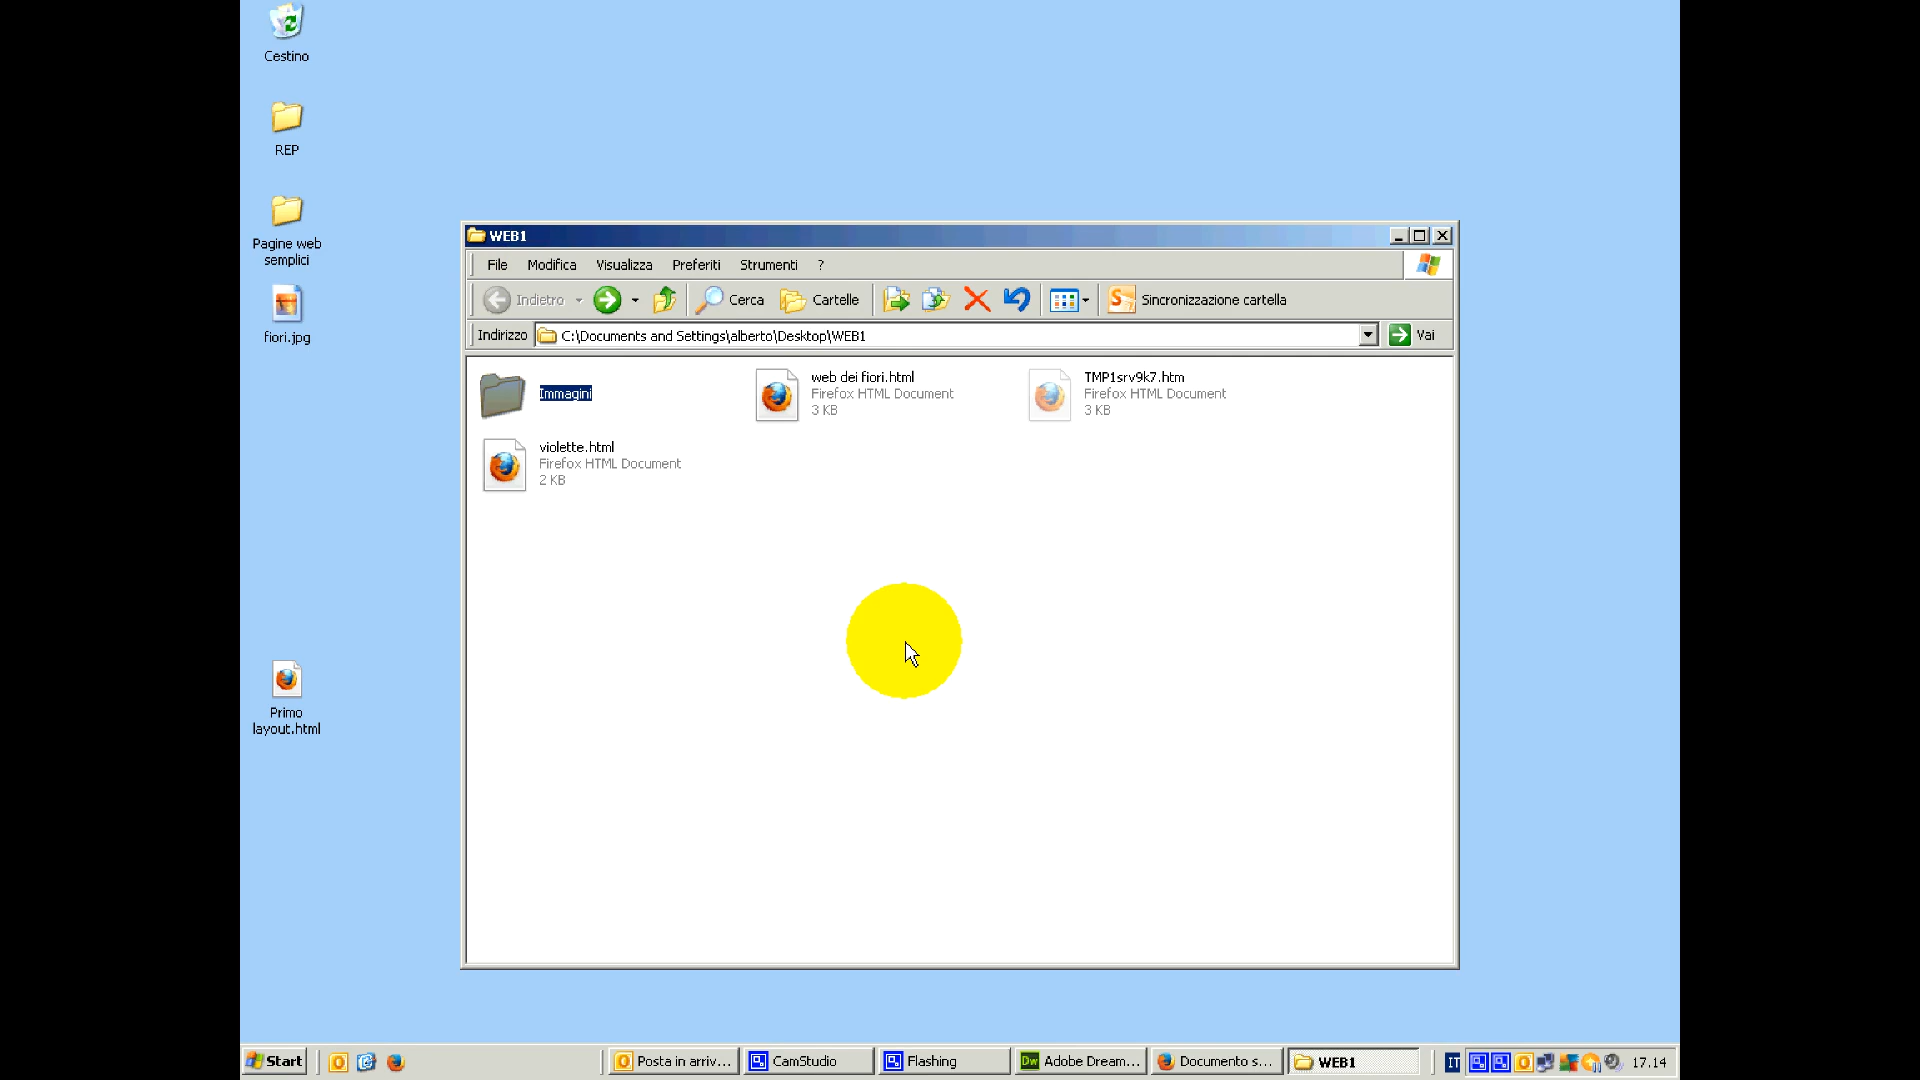 Cestino
REP
Pagine web
semplici
fiori.jpg
Primo
layout.html
WEB1
File Modifica Visualizza Preferiti Strumenti ?
Indietro Cerca Cartelle Sincronizzazione cartella
Indirizzo C:\Documents and Settings\alberto\Desktop\WEB1 Vai
Immagini
web dei fiori.html
Firefox HTML Document
3 KB
TMP1srv9k7.htm
Firefox HTML Document
3 KB
violette.html
Firefox HTML Document
2 KB
Start Posta in arriv... CamStudio Flashing Dw Adobe Dream... Documento s... WEB1 IT 17.14